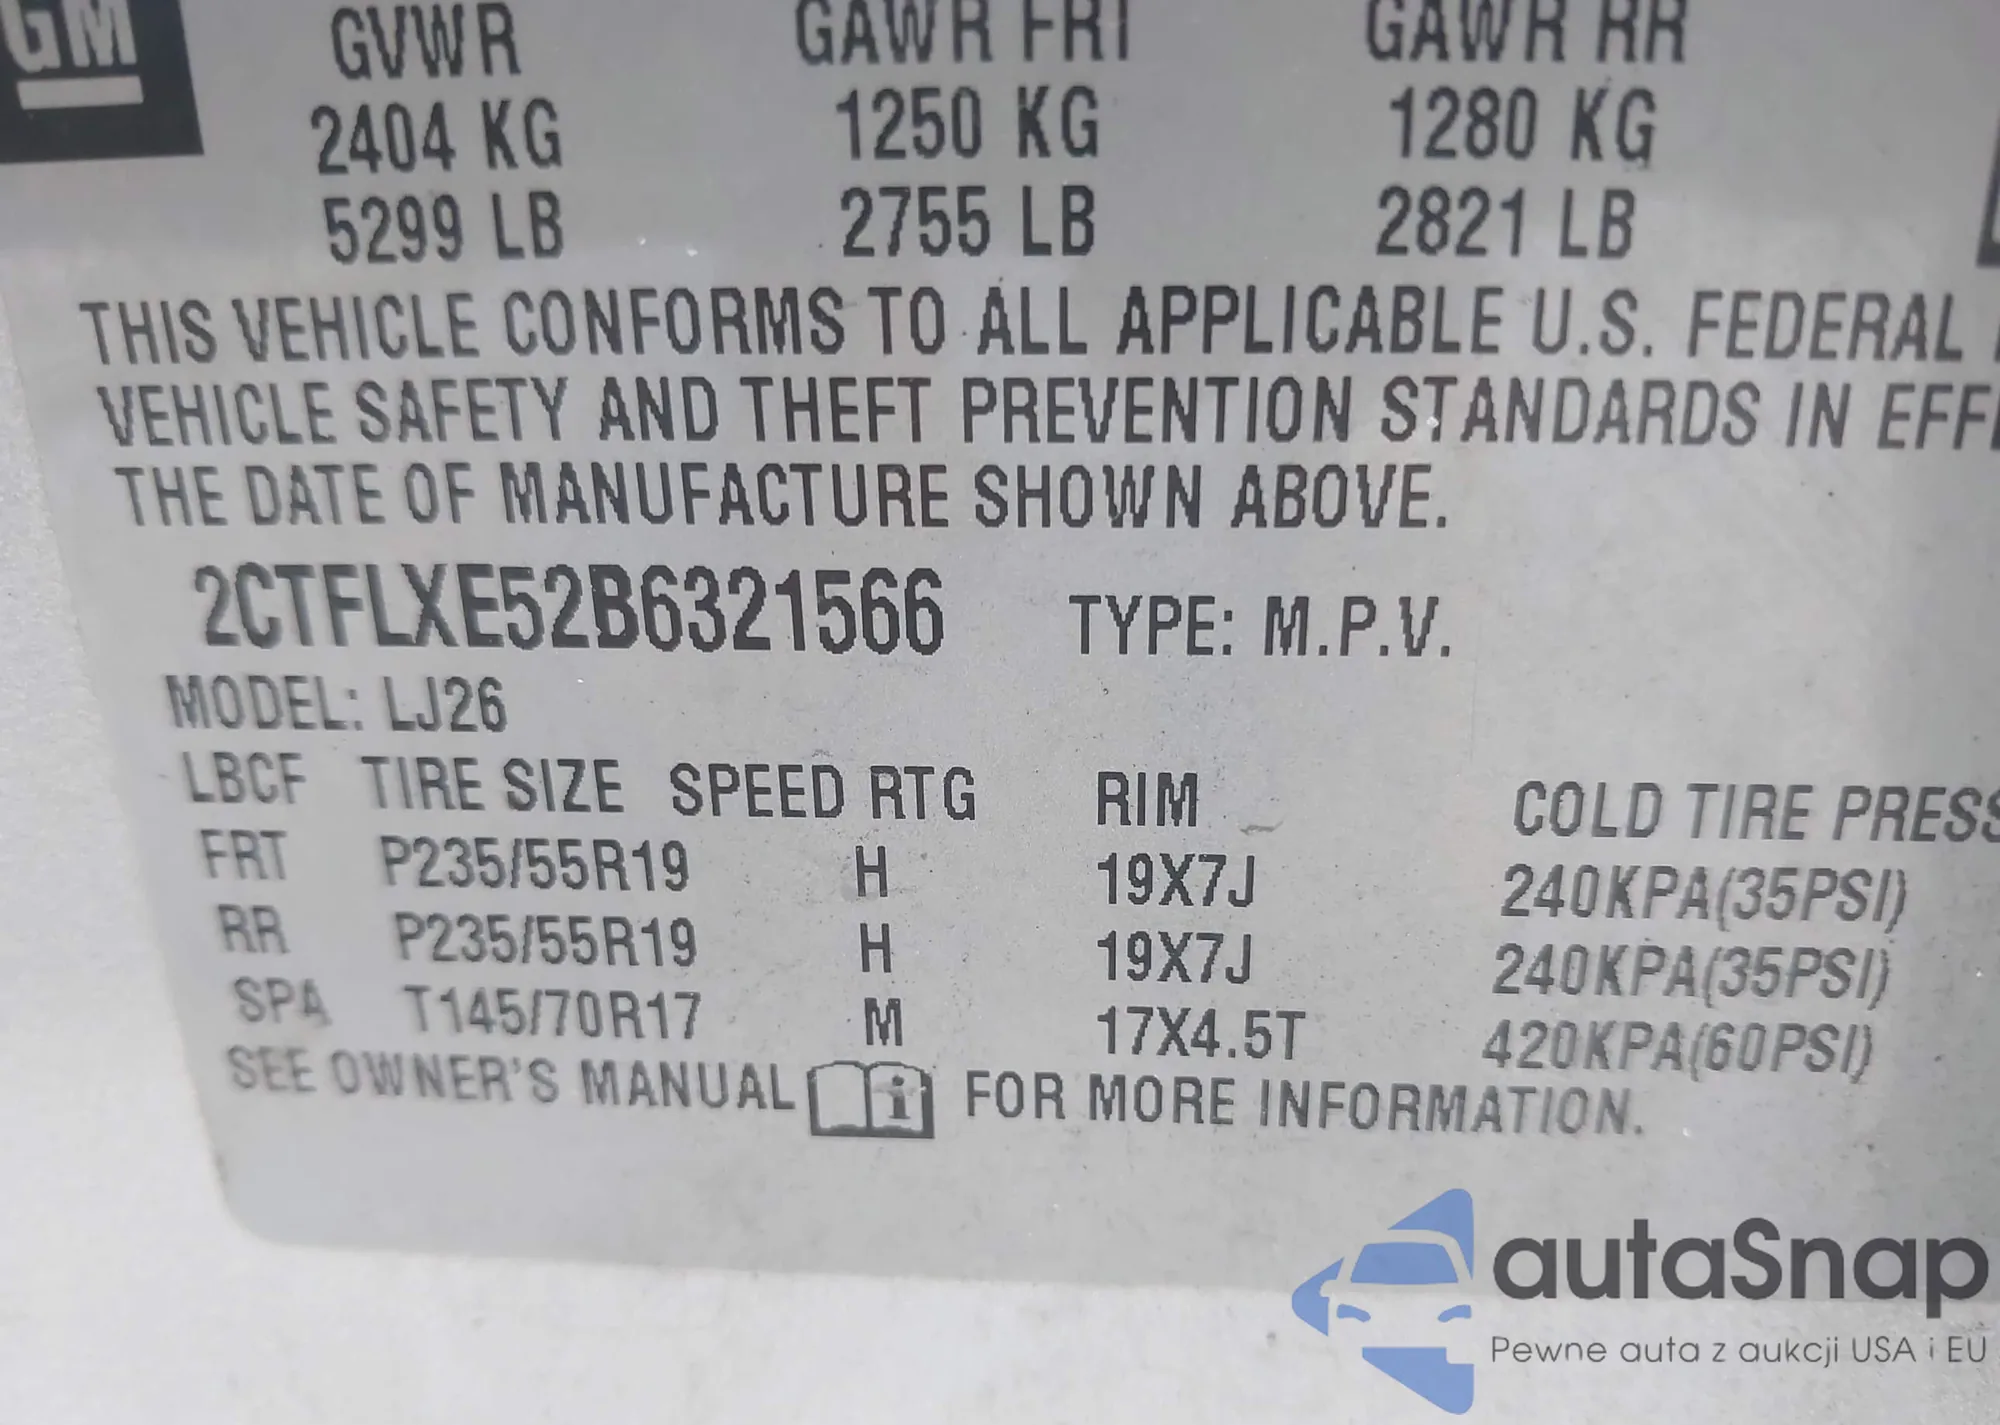 GM
GVWR GAWR FRT GAWR RR
2404 KG 1250 KG 1280 KG
5299 LB 2755 LB 2821 LB
THIS VEHICLE CONFORMS TO ALL APPLICABLE U.S. FEDERAL
VEHICLE SAFETY AND THEFT PREVENTION STANDARDS IN EFF
THE DATE OF MANUFACTURE SHOWN ABOVE.
2CTFLXE52B6321566 TYPE: M.P.V.
MODEL: LJ26
LBCF TIRE SIZE SPEED RTG RIM COLD TIRE PRESS
FRT P235/55R19 H 19X7J 240KPA(35PSI)
RR P235/55R19 H 19X7J 240KPA(35PSI)
SPA T145/70R17 M 17X4.5T 420KPA(60PSI)
SEE OWNER'S MANUAL i FOR MORE INFORMATION.
autaSnap
Pewne auta z aukcji USA i EU